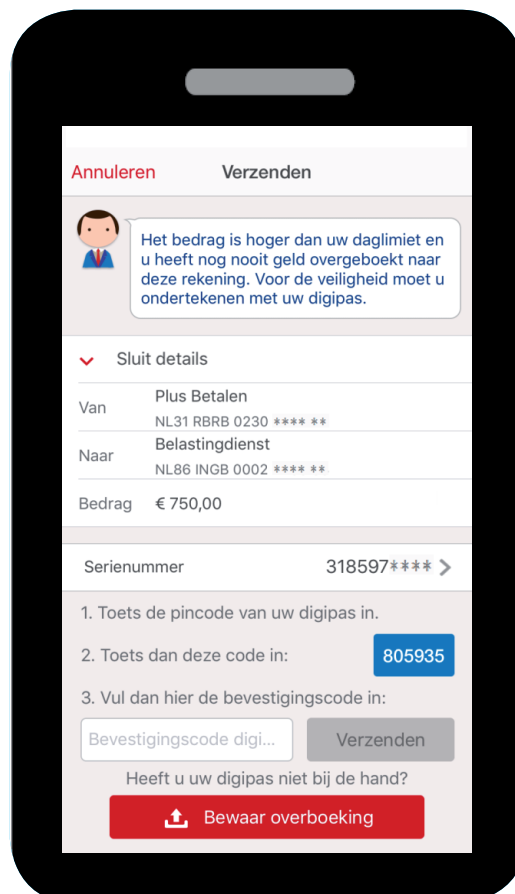 Annuleren Verzenden
Het bedrag is hoger dan uw daglimiet en
u heeft nog nooit geld overgeboekt naar
deze rekening. Voor de veiligheid moet u
ondertekenen met uw digipas.
Sluit details
Van Plus Betalen
NL31 RBRB 0230 **** **
Naar Belastingdienst
NL86 INGB 0002 **** **
Bedrag € 750,00
Serienummer 318597****
1. Toets de pincode van uw digipas in.
2. Toets dan deze code in: 805935
3. Vul dan hier de bevestigingscode in:
Bevestigingscode digi... Verzenden
Heeft u uw digipas niet bij de hand?
Bewaar overboeking